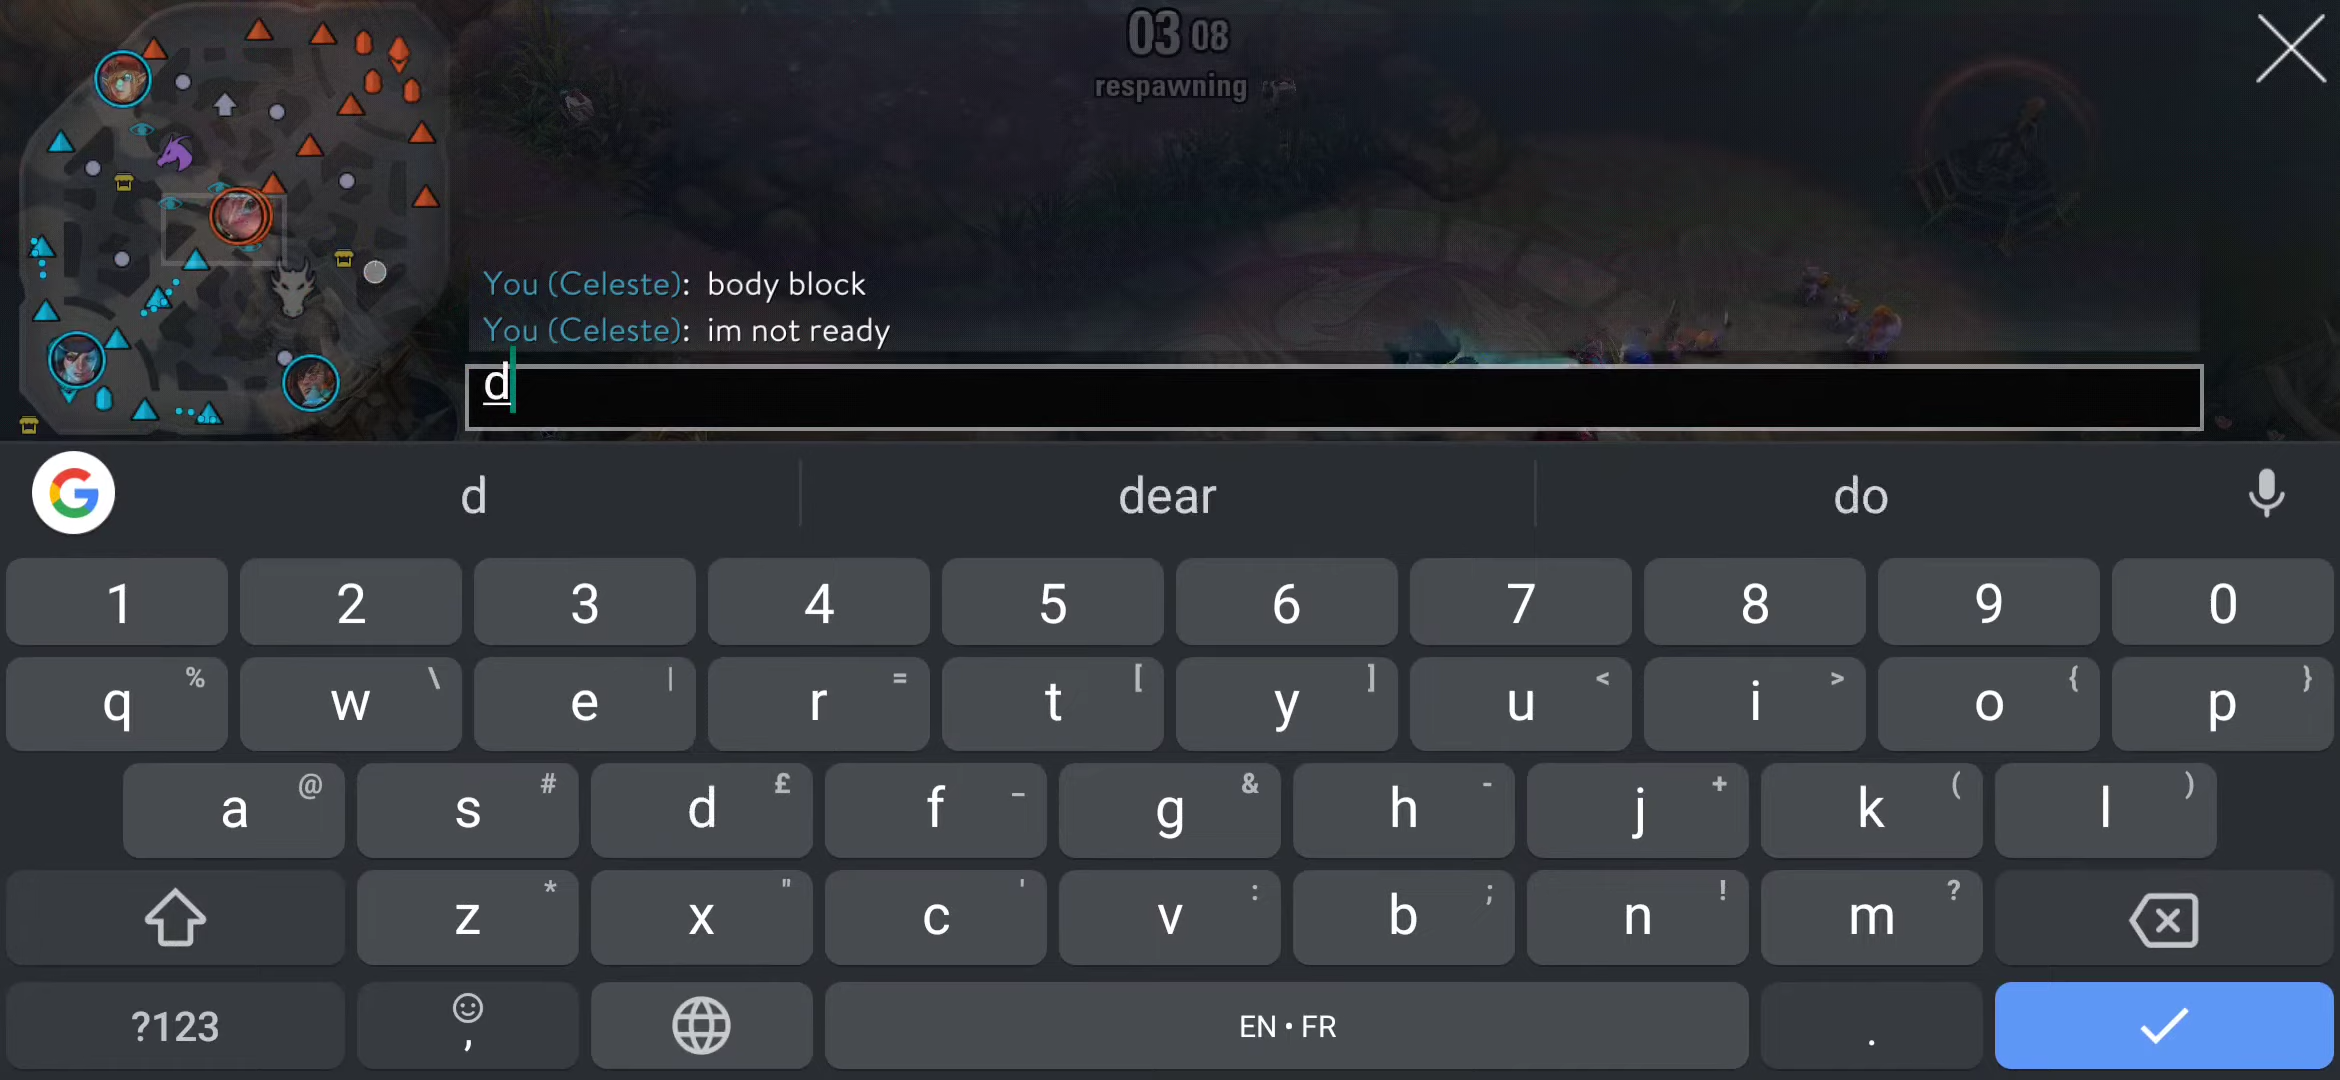 03 08
respawning
You (Celeste): body block
You (Celeste): im not ready
d
d dear do
1 2 3 4 5 6 7 8 9 0
q % w \ e | r = t [ y ] u < i > o { p }
a @ s # d £ f _ g & h - j + k ( l )
z * x " c ' v : b ; n ! m ?
?123 , EN • FR .